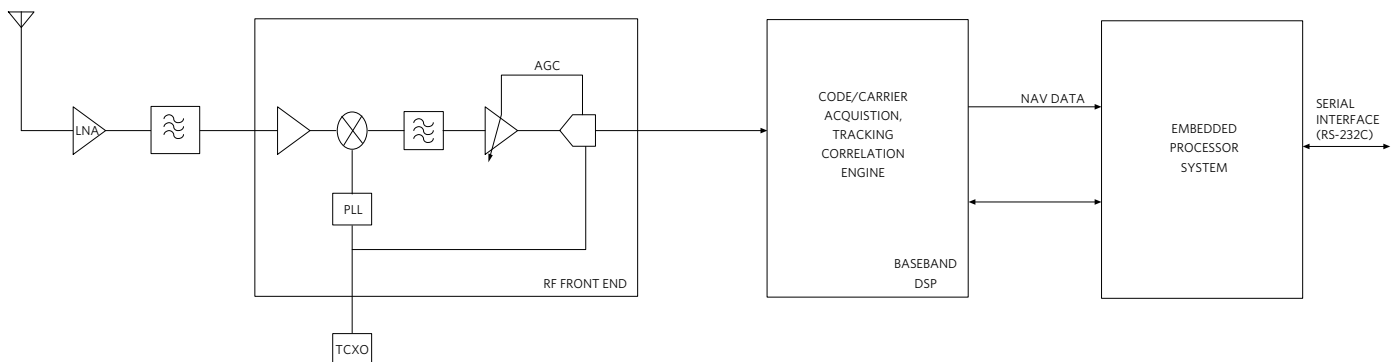 AGC
LNA
PLL
RF FRONT END
TCXO
CODE/CARRIER
ACQUISTION,
TRACKING
CORRELATION
ENGINE
BASEBAND
DSP
NAV DATA
EMBEDDED
PROCESSOR
SYSTEM
SERIAL
INTERFACE
(RS-232C)